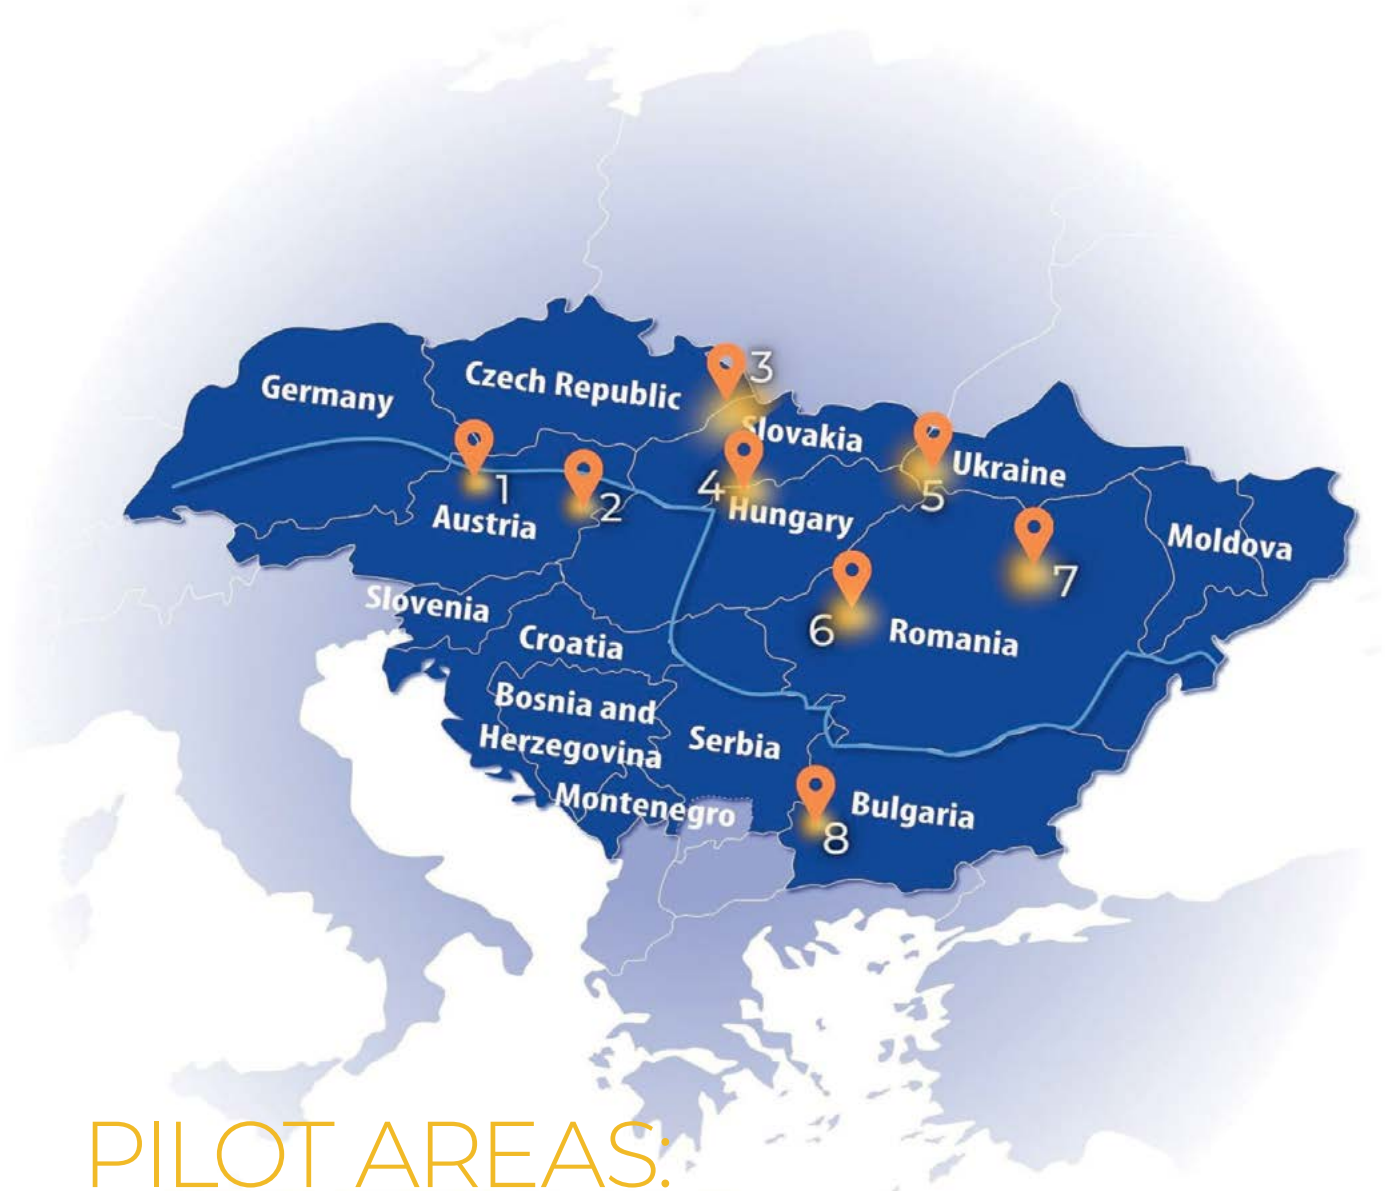 3
Czech Republic
Germany
Slovakia
1
4
5
Ukraine
Austria
2
Hungary
Moldova
7
Slovenia
6
Romania
Croatia
Bosnia and
Herzegovina
Serbia
Montenegro
Bulgaria
8
PILOT AREAS: